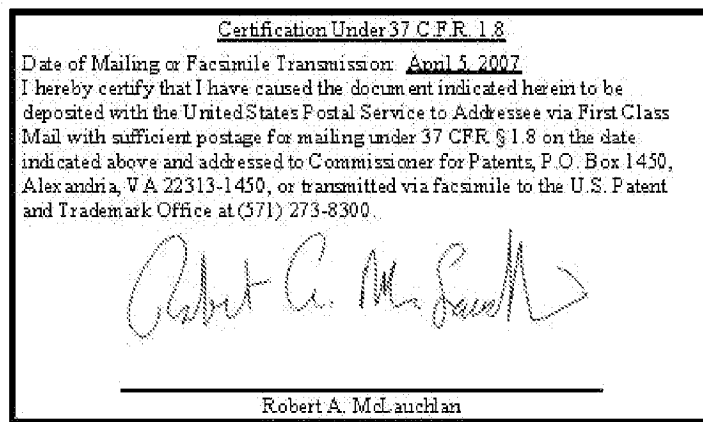 Certification Under 37 C.F.R. 1.8
Date of Mailing or Facsimile Transmission: April 5, 2007
I hereby certify that I have caused the document indicated herein to be
deposited with the United States Postal Service to Addressee via First Class
Mail with sufficient postage for mailing under 37 CFR § 1.8 on the date
indicated above and addressed to Commissioner for Patents, P.O. Box 1450,
Alexandria, VA 22313-1450, or transmitted via facsimile to the U.S. Patent
and Trademark Office at (571) 273-8300.
Robert A. McLauchlan
Robert A. McLauchlan